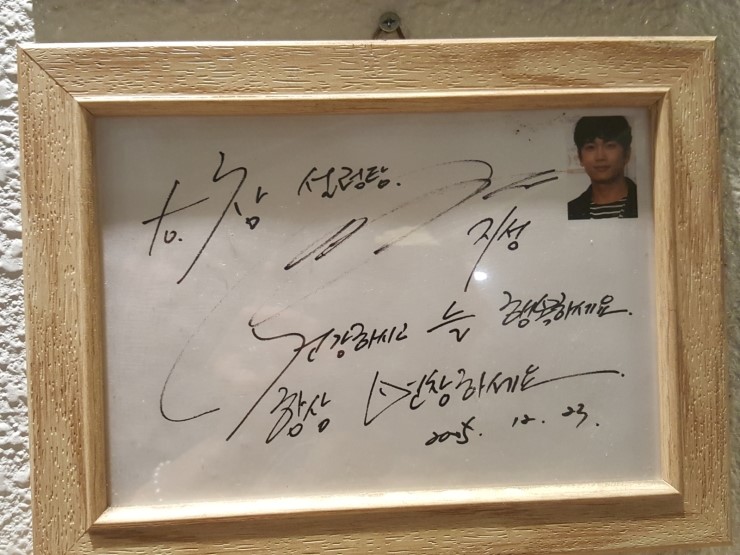 to. 설렁탕.
지성
건강하시고 늘 행복하세요.
항상 번창하세요.
2005. 12. 23.